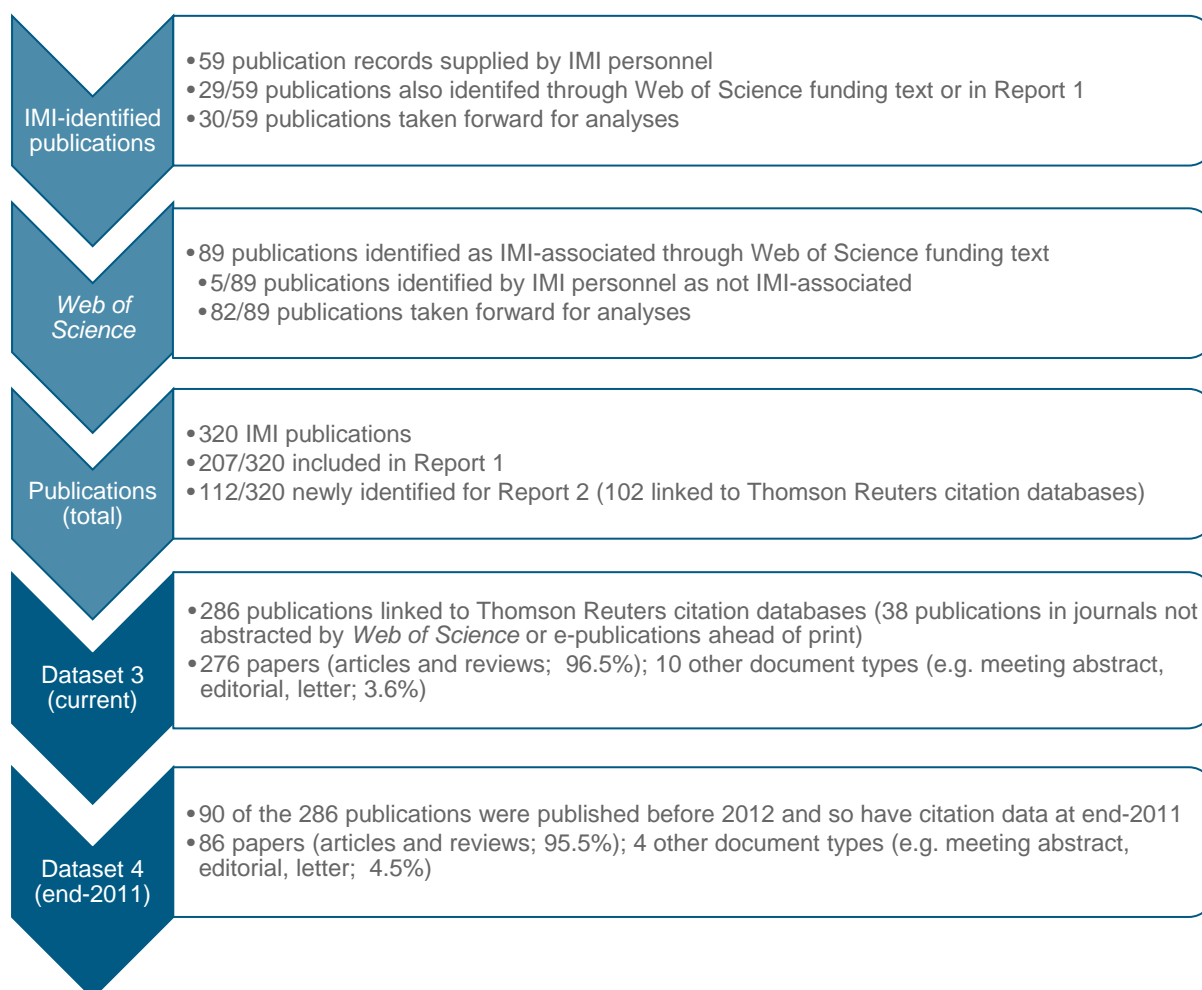 IMI-identified
publications
•59 publication records supplied by IMI personnel
•29/59 publications also identifed through Web of Science funding text or in Report 1
•30/59 publications taken forward for analyses
Web of
Science
•89 publications identified as IMI-associated through Web of Science funding text
•5/89 publications identified by IMI personnel as not IMI-associated
•82/89 publications taken forward for analyses
Publications
(total)
•320 IMI publications
•207/320 included in Report 1
•112/320 newly identified for Report 2 (102 linked to Thomson Reuters citation databases)
Dataset 3
(current)
•286 publications linked to Thomson Reuters citation databases (38 publications in journals not
abstracted by Web of Science or e-publications ahead of print)
•276 papers (articles and reviews; 96.5%); 10 other document types (e.g. meeting abstract,
editorial, letter; 3.6%)
Dataset 4
(end-2011)
•90 of the 286 publications were published before 2012 and so have citation data at end-2011
•86 papers (articles and reviews; 95.5%); 4 other document types (e.g. meeting abstract,
editorial, letter; 4.5%)